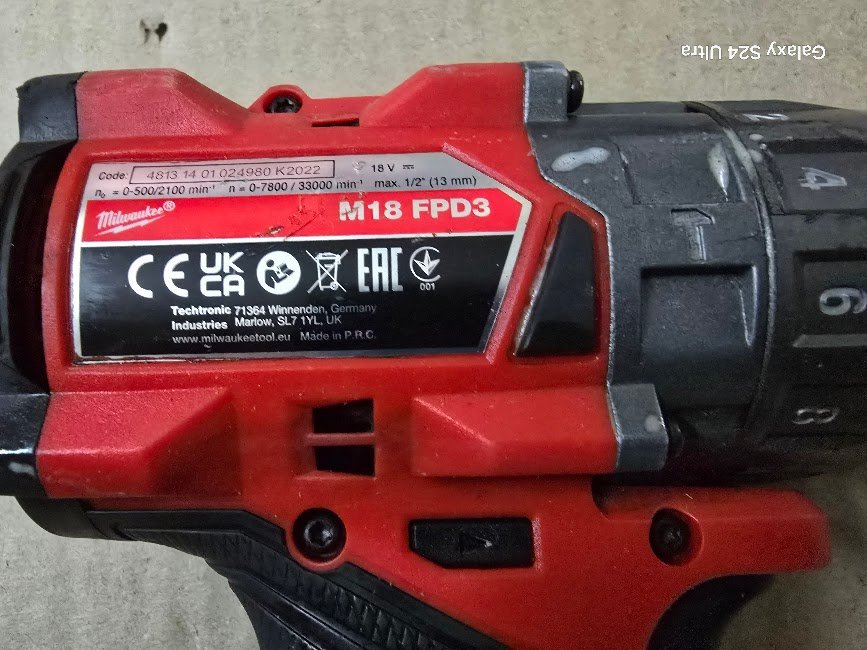 Galaxy S24 Ultra
Code: 4813 14 01 024980 K2022 18 V
n₀ = 0-500/2100 min⁻¹ n = 0-7800 / 33000 min⁻¹ max. 1/2" (13 mm)
Milwaukee®
M18 FPD3
CE UK CA EAC
001
Techtronic 71364 Winnenden, Germany
Industries Marlow, SL7 1YL, UK
www.milwaukeetool.eu Made in P.R.C.
2
4
6
8